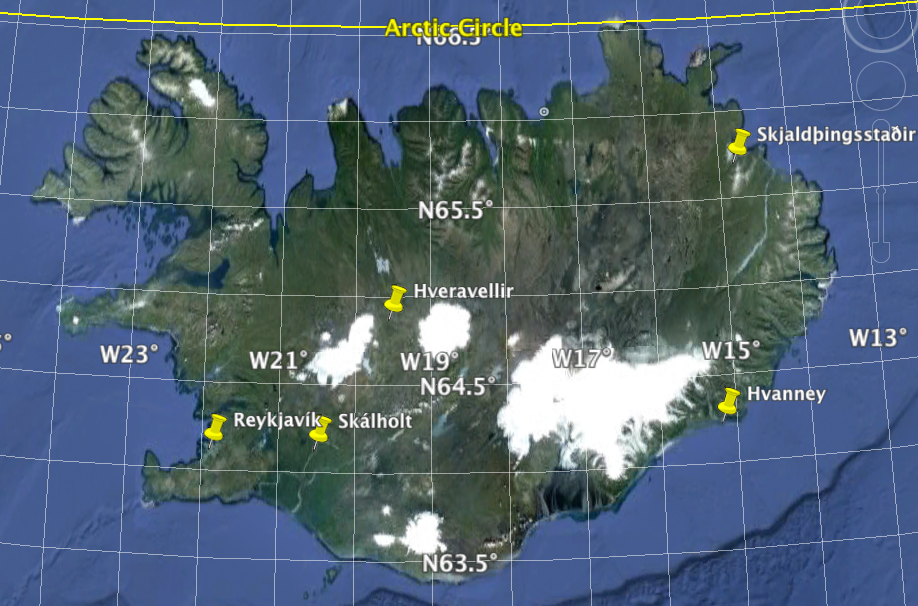 Arctic Circle
N66.5°
Skjaldþingsstaðir
N65.5°
Hveravellir
W23°
W21°
W19°
W17°
W15°
W13°
N64.5°
Hvanney
Reykjavík
Skálholt
N63.5°